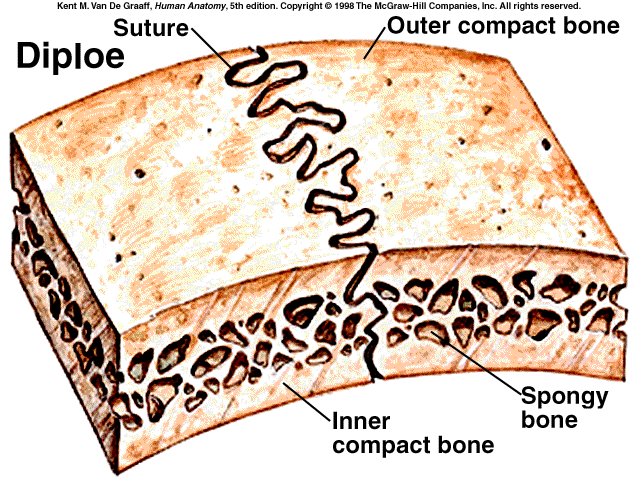 Kent M. Van De Graaff, Human Anatomy, 5th edition. Copyright © 1998 The McGraw-Hill Companies, Inc. All rights reserved.
Suture
Outer compact bone
Diploe
Spongy
bone
Inner
compact bone